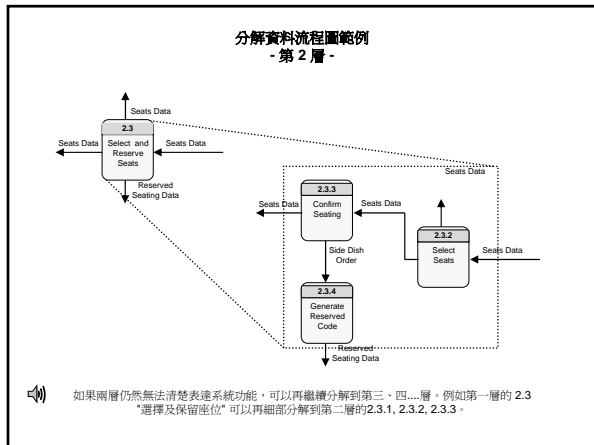 分解資料流程圖範例
- 第 2 層 -
Seats Data
2.3
Select and
Reserve
Seats
Seats Data
Seats Data
Reserved
Seating Data
Seats Data
2.3.3
Confirm
Seating
Seats Data
Seats Data
2.3.2
Select
Seats
Seats Data
Side Dish
Order
2.3.4
Generate
Reserved
Code
Reserved
Seating Data
如果兩層仍然無法清楚表達系統功能，可以再繼續分解到第三、四....層。例如第一層的 2.3
"選擇及保留座位" 可以再細部分解到第二層的2.3.1, 2.3.2, 2.3.3。